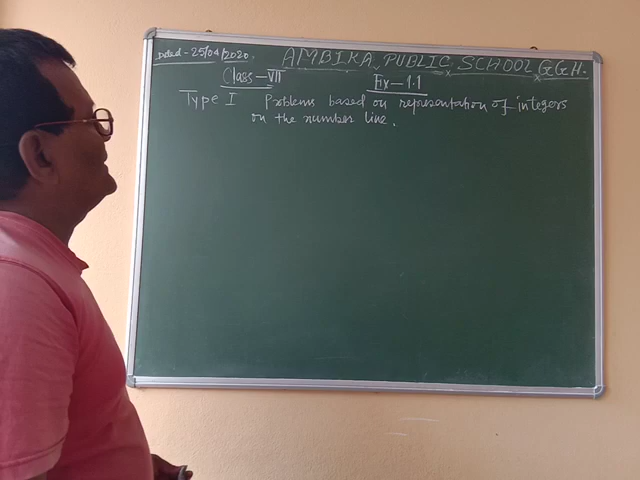 Dated - 25/04/2020 AMBIKA PUBLIC SCHOOL G.G.H.
Class - VII Ex - 1.1
Type I Problems based on representation of integers
on the number line.